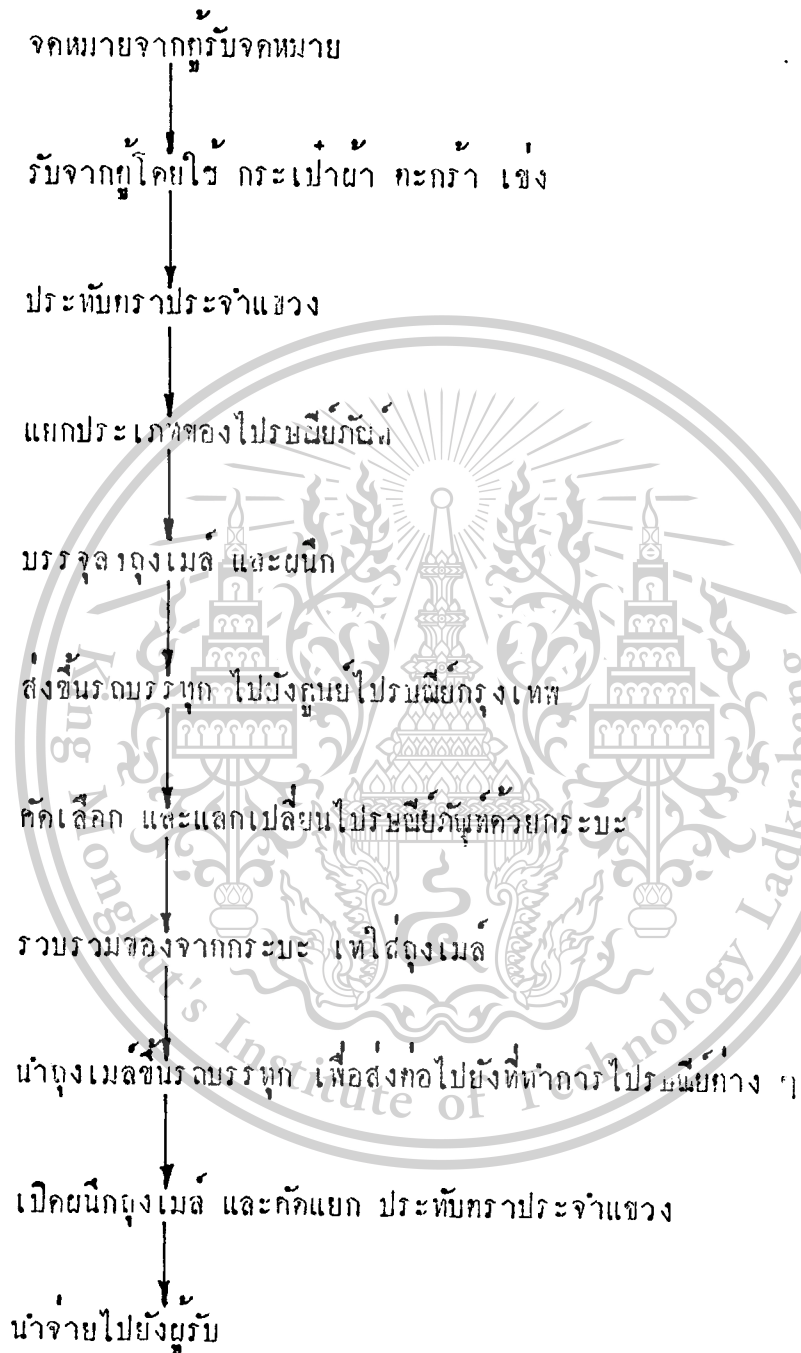 จดหมายจากตู้รับจดหมาย
รับจากตู้โดยใช้ กระเป๋าผ้า ตะกร้า เข่ง
ประทับตราประจำแขวง
แยกประเภทของไปรษณีย์ภัณฑ์
บรรจุลงถุงเมล์ และผนึก
ส่งขึ้นรถบรรทุก ไปยังศูนย์ไปรษณีย์กรุงเทพ
คัดเลือก และแลกเปลี่ยนไปรษณีย์ภัณฑ์ด้วยกระบะ
รวบรวมของจากกระบะ เทใส่ถุงเมล์
นำถุงเมล์ขึ้นรถบรรทุก เพื่อส่งต่อไปยังที่ทำการไปรษณีย์ต่าง ๆ
เปิดผนึกถุงเมล์ และคัดแยก ประทับตราประจำแขวง
นำจ่ายไปยังผู้รับ
King Mongkut's Institute of Technology Ladkrabang